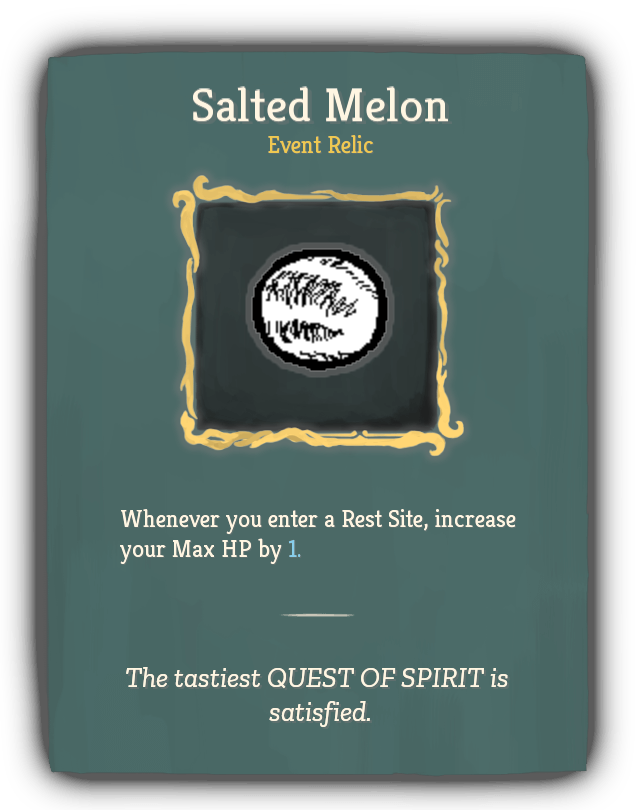 Salted Melon
Event Relic
Whenever you enter a Rest Site, increase
your Max HP by 1.
The tastiest QUEST OF SPIRIT is
satisfied.